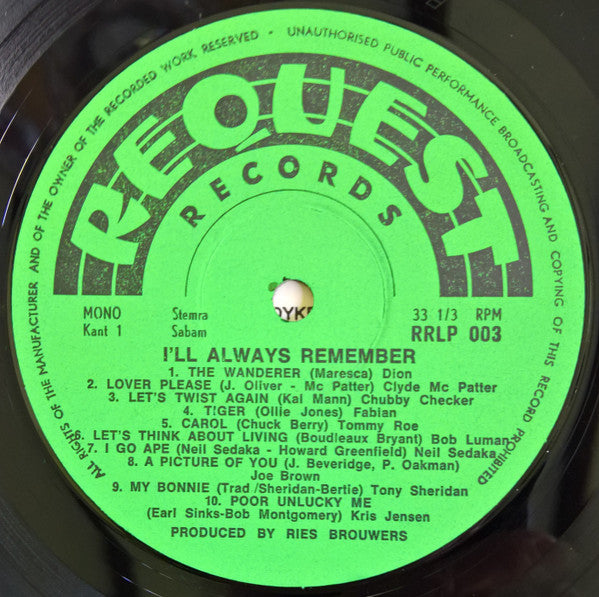 ALL RIGHTS OF THE MANUFACTURER AND OF THE OWNER OF THE RECORDED WORK RESERVED - UNAUTHORISED PUBLIC PERFORMANCE BROADCASTING AND COPYING OF THIS RECORD PROHIBITED
REQUEST
RECORDS
MONO Stemra 33 1/3 RPM
Kant 1 Sabam RRLP 003
I'LL ALWAYS REMEMBER
1. THE WANDERER (Maresca) Dion
2. LOVER PLEASE (J. Oliver - Mc Patter) Clyde Mc Patter
3. LET'S TWIST AGAIN (Kal Mann) Chubby Checker
4. T!GER (Ollie Jones) Fabian
5. CAROL (Chuck Berry) Tommy Roe
6. LET'S THINK ABOUT LIVING (Boudleaux Bryant) Bob Luman
7. I GO APE (Neil Sedaka - Howard Greenfield) Neil Sedaka
8. A PICTURE OF YOU (J. Beveridge, P. Oakman)
Joe Brown
9. MY BONNIE (Trad/Sheridan-Bertie) Tony Sheridan
10. POOR UNLUCKY ME
(Earl Sinks-Bob Montgomery) Kris Jensen
PRODUCED BY RIES BROUWERS